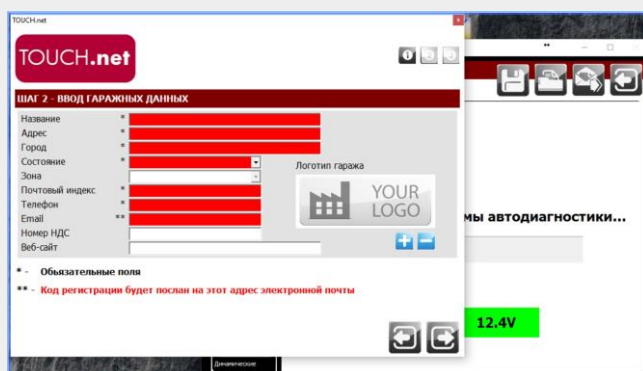 TOUCH.net
TOUCH.net
ШАГ 2 - ВВОД ГАРАЖНЫХ ДАННЫХ
Название *
Адрес *
Город *
Состояние *
Зона
Почтовый индекс *
Телефон *
Email **
Номер НДС
Веб-сайт
Логотип гаража
YOUR
LOGO
* - Обьязательные поля
** - Код регистрации будет послан на этот адрес электронной почты
мы автодиагностики...
12.4V
Динамические